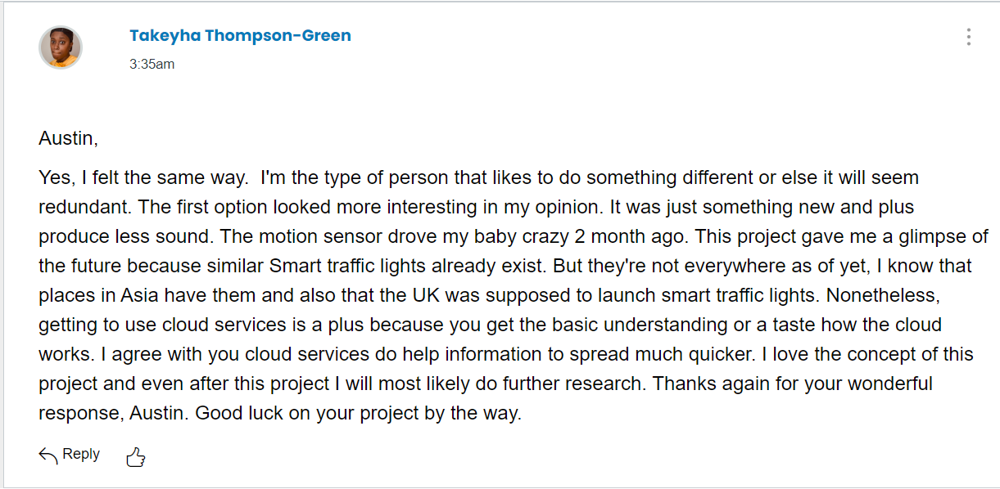 Takeyha Thompson-Green
3:35am
Austin,
Yes, I felt the same way.  I'm the type of person that likes to do something different or else it will seem
redundant. The first option looked more interesting in my opinion. It was just something new and plus
produce less sound. The motion sensor drove my baby crazy 2 month ago. This project gave me a glimpse of
the future because similar Smart traffic lights already exist. But they're not everywhere as of yet, I know that
places in Asia have them and also that the UK was supposed to launch smart traffic lights. Nonetheless,
getting to use cloud services is a plus because you get the basic understanding or a taste how the cloud
works. I agree with you cloud services do help information to spread much quicker. I love the concept of this
project and even after this project I will most likely do further research. Thanks again for your wonderful
response, Austin. Good luck on your project by the way.
Reply